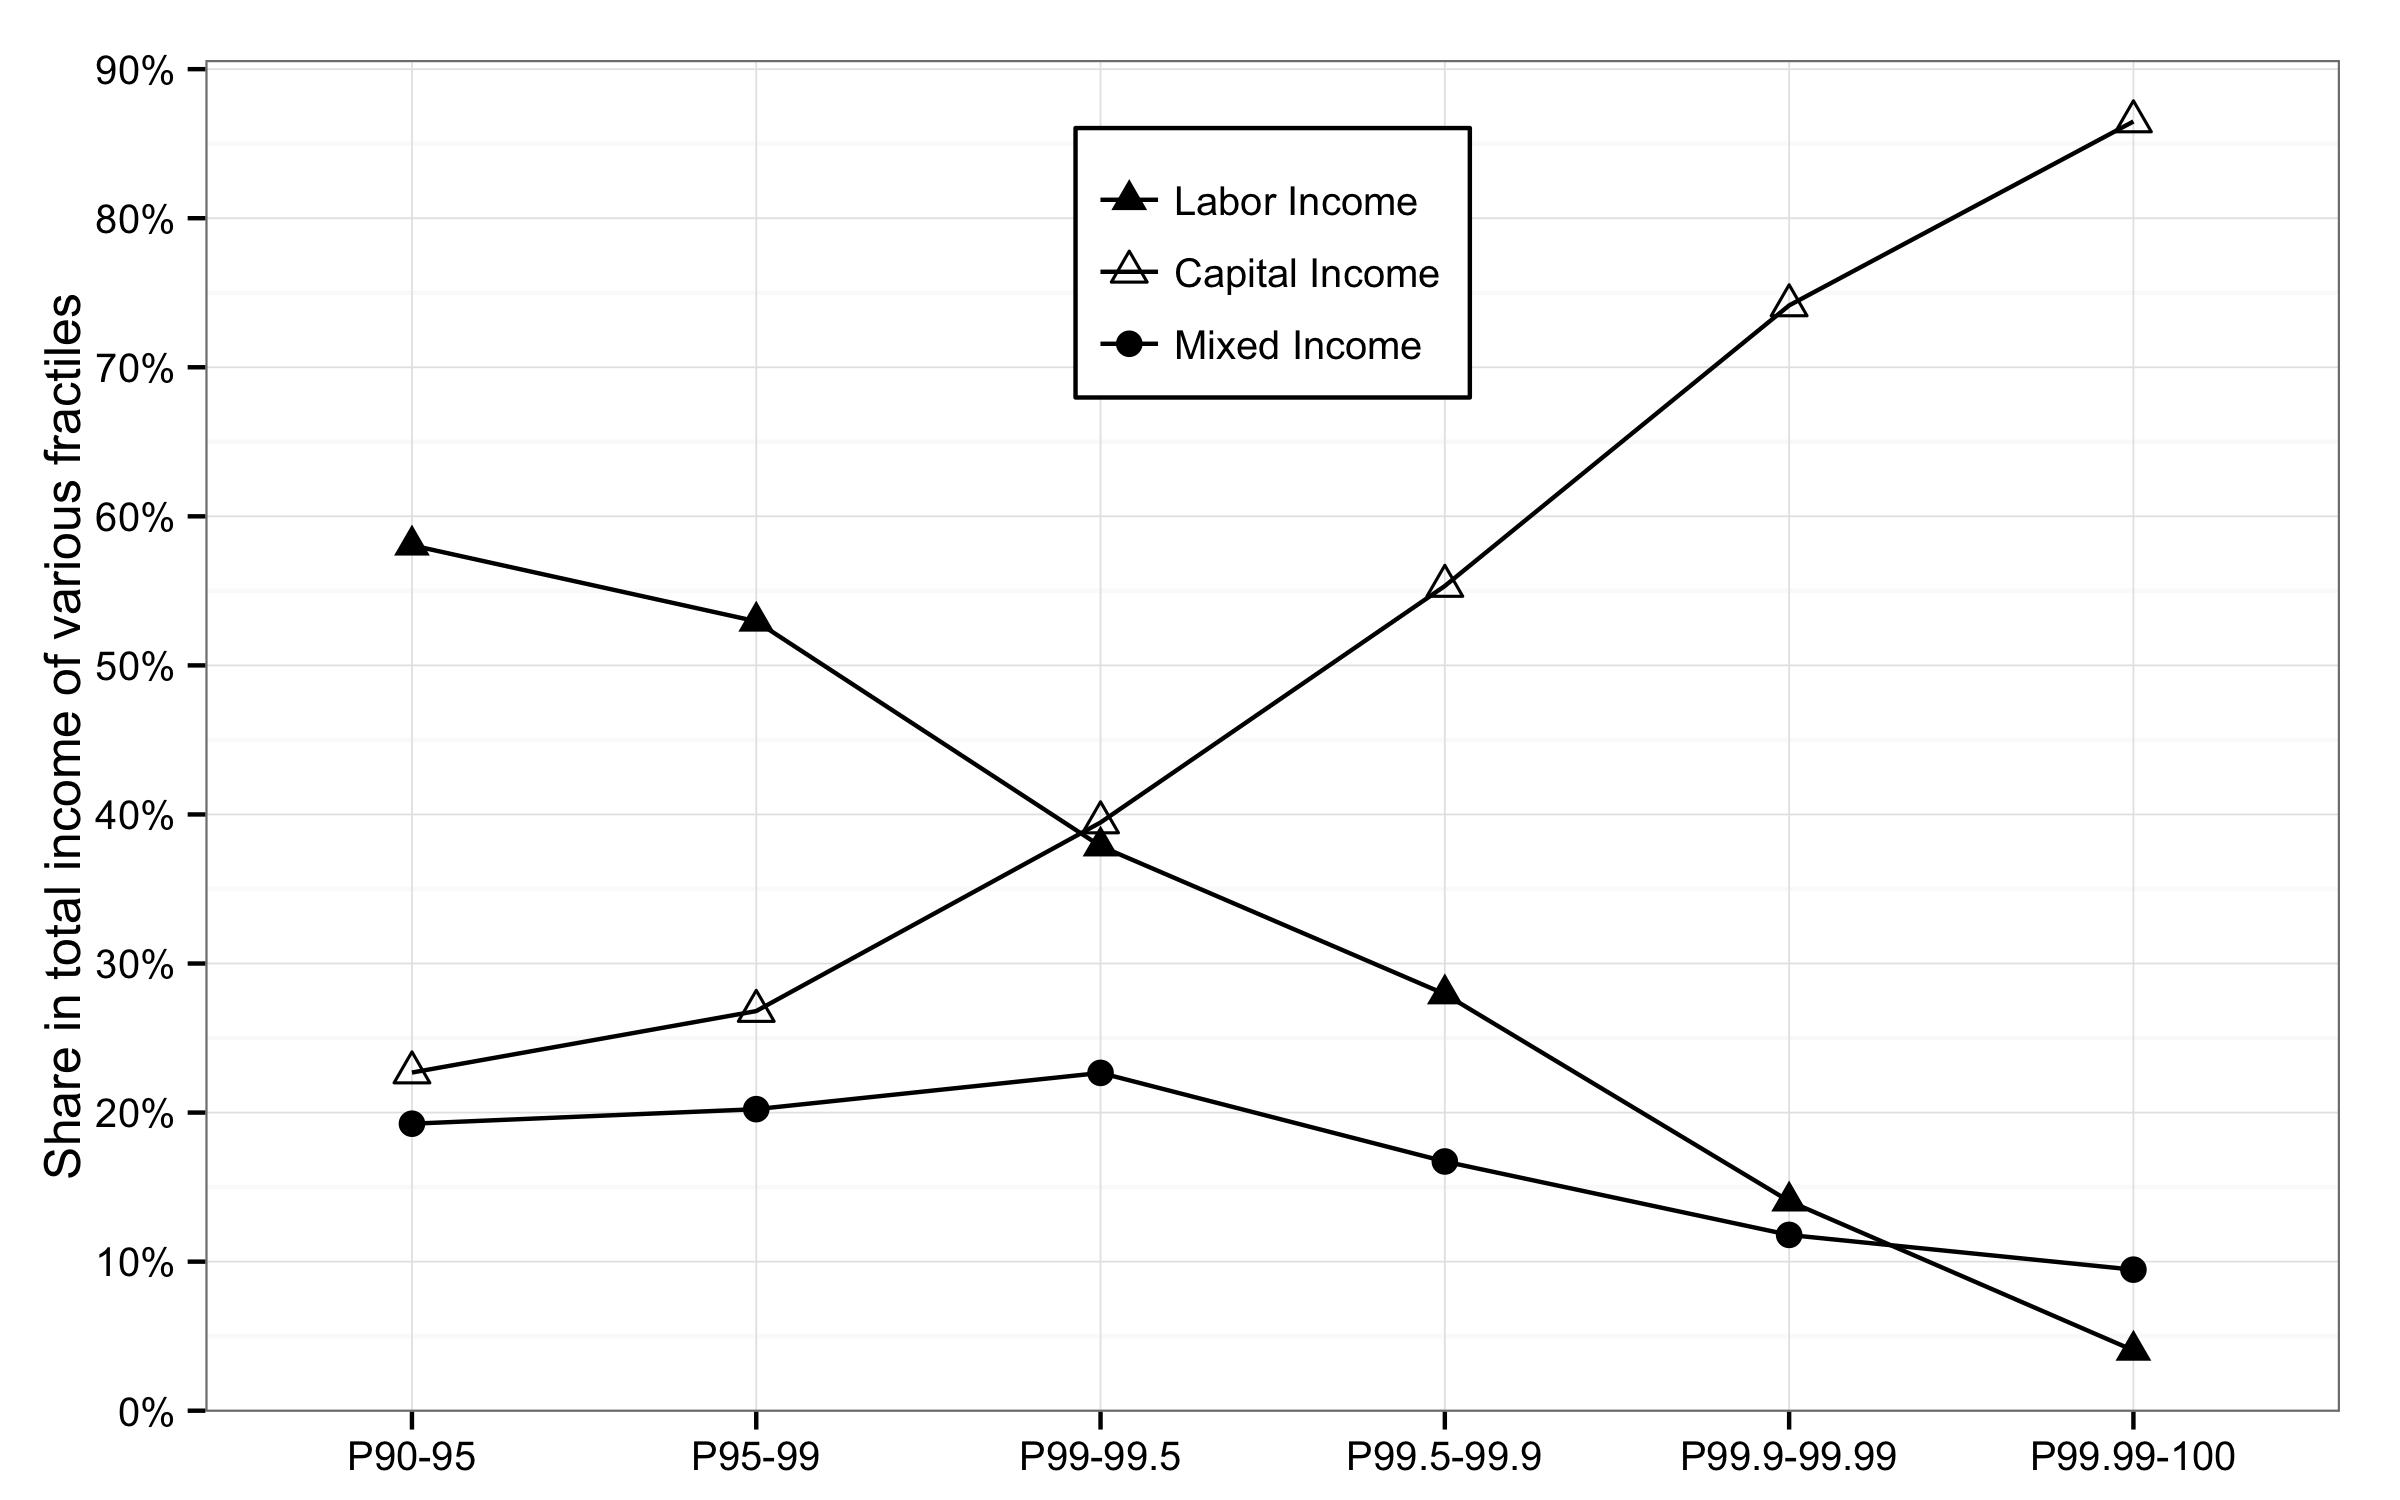 Share in total income of various fractiles
90%
80%
70%
60%
50%
40%
30%
20%
10%
0%
Labor Income
Capital Income
Mixed Income
P90-95
P95-99
P99-99.5
P99.5-99.9
P99.9-99.99
P99.99-100